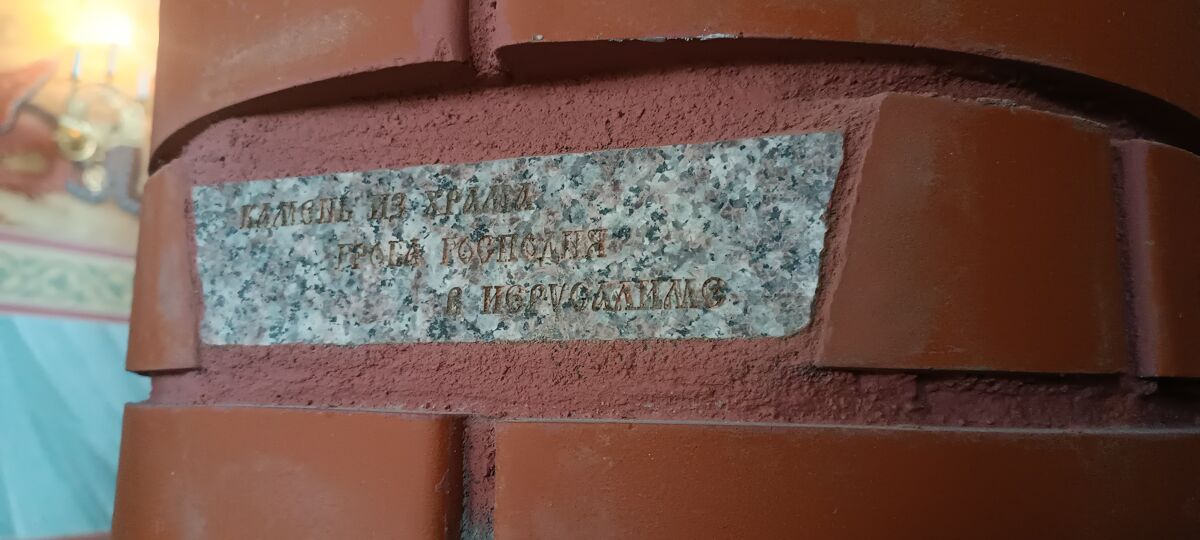 КАМЕНЬ ИЗ ХРАМА
ГРОБА ГОСПОДНЯ
В ИЕРУСАЛИМЕ